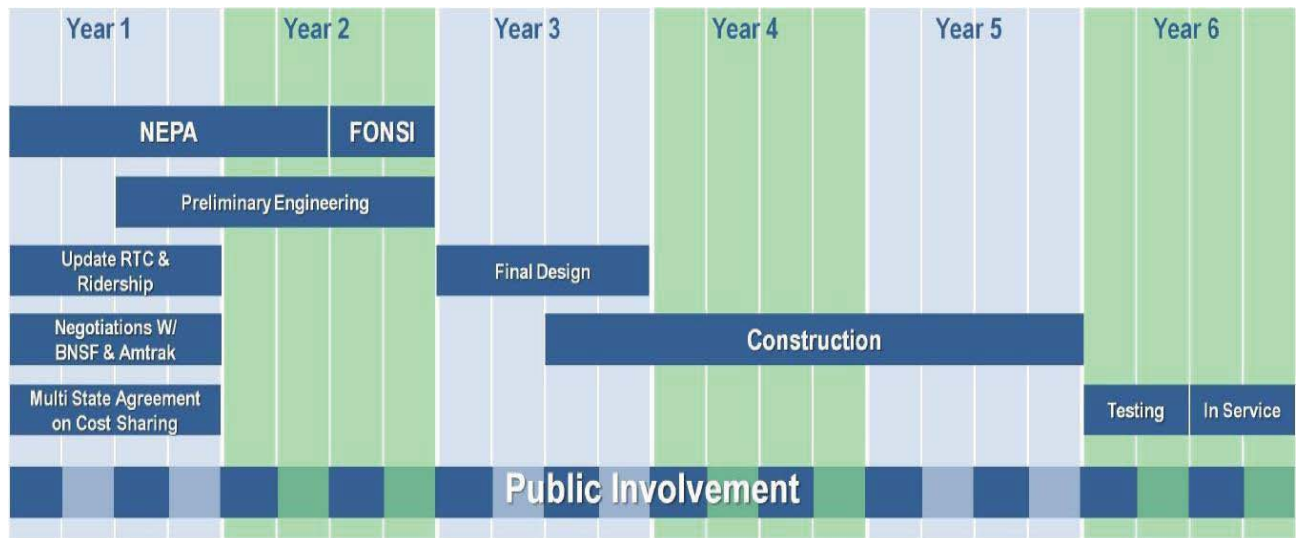 Year 1 Year 2 Year 3 Year 4 Year 5 Year 6
NEPA FONSI
Preliminary Engineering
Update RTC &
Ridership
Final Design
Negotiations W/
BNSF & Amtrak
Construction
Multi State Agreement
on Cost Sharing
Testing In Service
Public Involvement